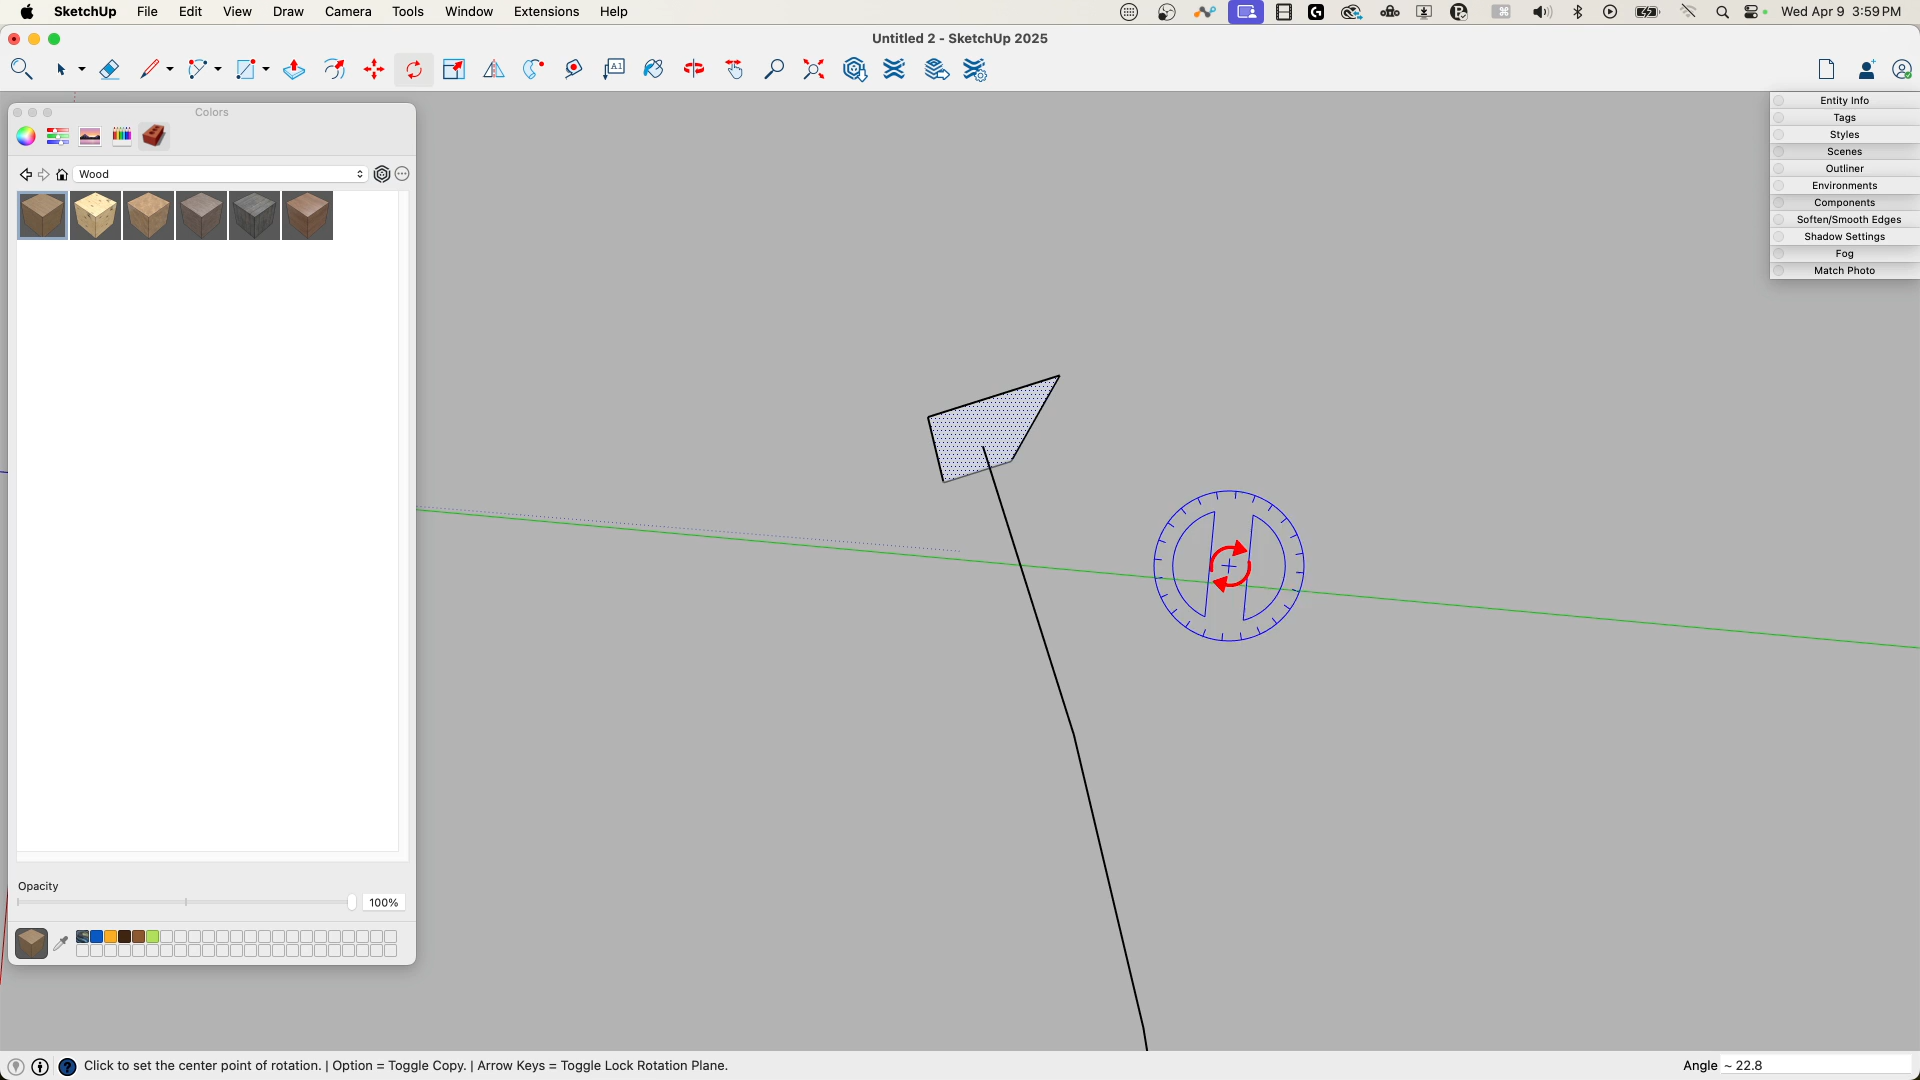 SketchUp File Edit View Draw Camera Tools Window Extensions Help
Wed Apr 9 3:59 PM
Untitled 2 - SketchUp 2025
A1
Colors
Wood
Opacity
100%
Entity Info
Tags
Styles
Scenes
Outliner
Environments
Components
Soften/Smooth Edges
Shadow Settings
Fog
Match Photo
Click to set the center point of rotation. | Option = Toggle Copy. | Arrow Keys = Toggle Lock Rotation Plane.
Angle ~ 22.8